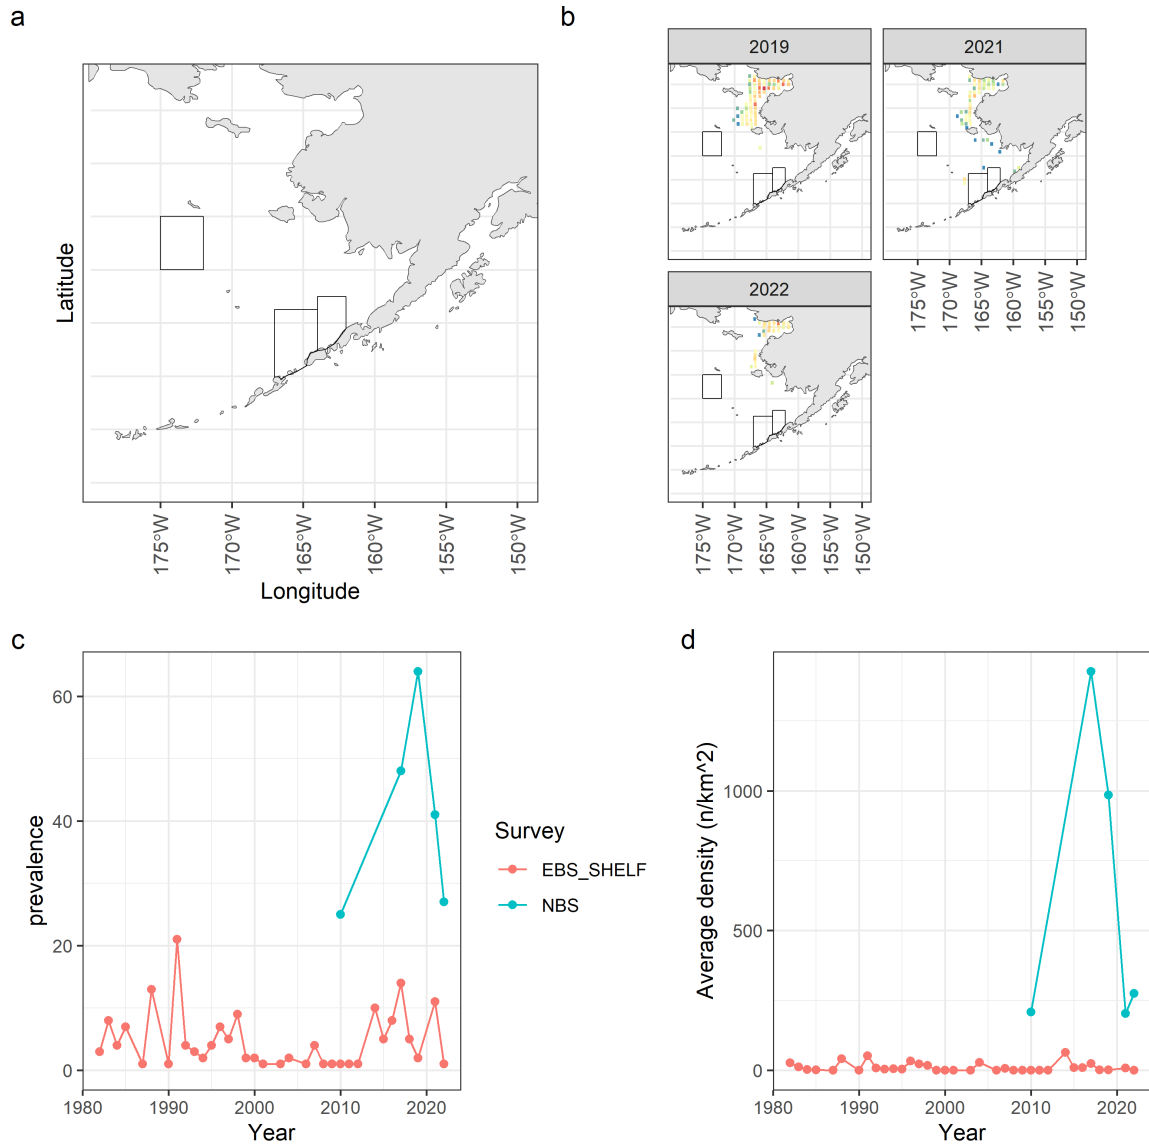 a
Latitude
175°W
170°W
165°W
160°W
155°W
150°W
Longitude
b
2019
2021
175°W
170°W
165°W
160°W
155°W
150°W
2022
175°W
170°W
165°W
160°W
155°W
150°W
c
prevalence
60
40
20
0
1980
1990
2000
2010
2020
Year
Survey
EBS_SHELF
NBS
d
Average density (n/km^2)
1000
500
0
1980
1990
2000
2010
2020
Year